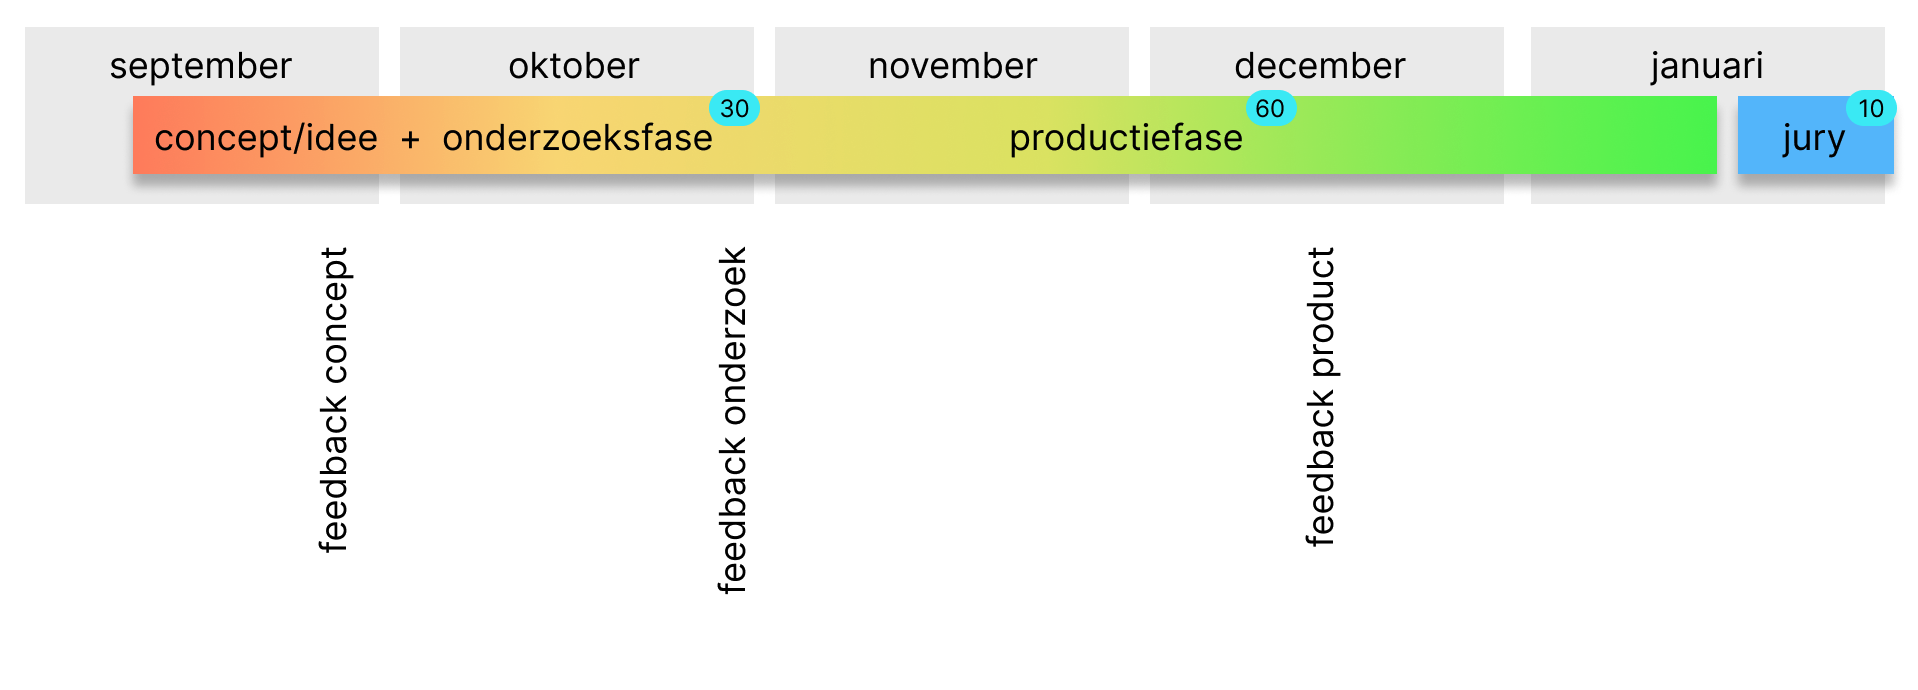 september
oktober
november
december
januari
concept/idee + onderzoeksfase
30
productiefase
60
jury
10
feedback concept
feedback onderzoek
feedback product